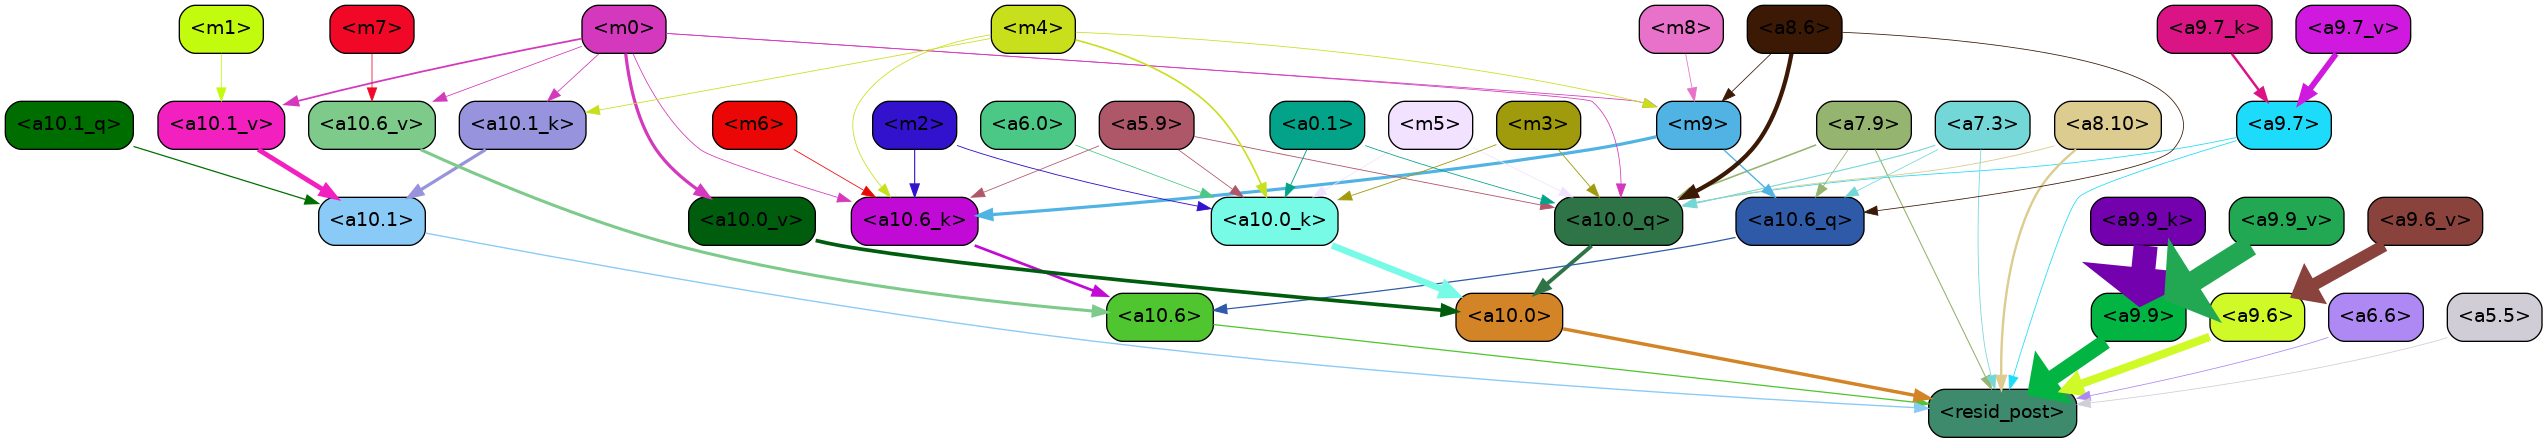 <m1> <m7> <m0> <m4> <m8> <a8.6> <a9.7_k> <a9.7_v>
<a10.1_q> <a10.1_v> <a10.6_v> <a10.1_k> <m6> <m2> <a6.0> <a5.9> <a0.1> <m5> <m3> <m9> <a7.9> <a7.3> <a8.10> <a9.7>
<a10.1> <a10.0_v> <a10.6_k> <a10.0_k> <a10.0_q> <a10.6_q> <a9.9_k> <a9.9_v> <a9.6_v>
<a10.6> <a10.0> <a9.9> <a9.6> <a6.6> <a5.5>
<resid_post>